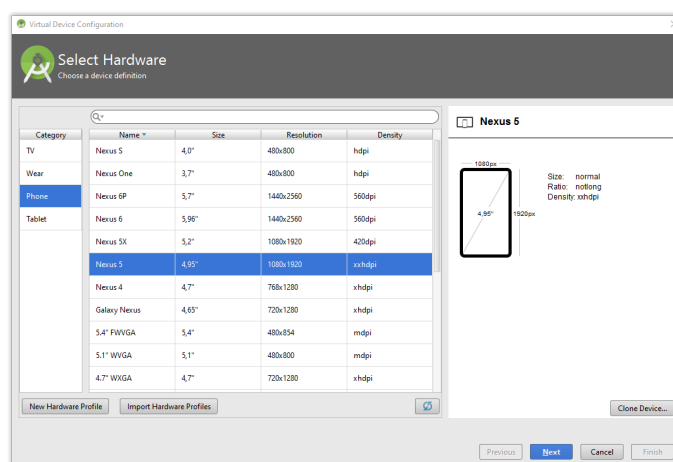 Virtual Device Configuration
Select Hardware
Choose a device definition
Category Name Size Resolution Density
TV
Wear
Phone
Tablet
Nexus S 4,0" 480x800 hdpi
Nexus One 3,7" 480x800 hdpi
Nexus 6P 5,7" 1440x2560 560dpi
Nexus 6 5,96" 1440x2560 560dpi
Nexus 5X 5,2" 1080x1920 420dpi
Nexus 5 4,95" 1080x1920 xxhdpi
Nexus 4 4,7" 768x1280 xhdpi
Galaxy Nexus 4,65" 720x1280 xhdpi
5.4" FWVGA 5,4" 480x854 mdpi
5.1" WVGA 5,1" 480x800 mdpi
4.7" WXGA 4,7" 720x1280 xhdpi
New Hardware Profile Import Hardware Profiles
Nexus 5
1080px
4,95" 1920px
Size: normal
Ratio: notlong
Density: xxhdpi
Clone Device...
Previous Next Cancel Finish